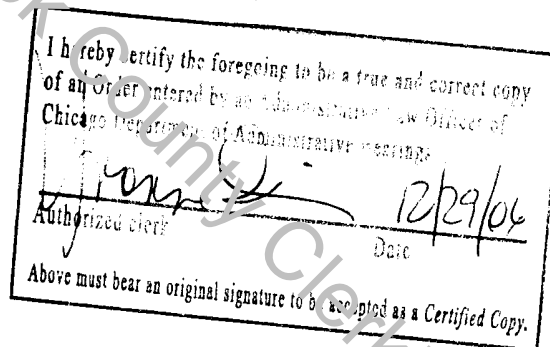 I hereby certify the foregoing to be a true and correct copy
of an Order entered by an Administrative Law Officer of
Chicago Department of Administrative Hearings
12/29/06
Authorized clerk
Date
Above must bear an original signature to be accepted as a Certified Copy.
County Clerk